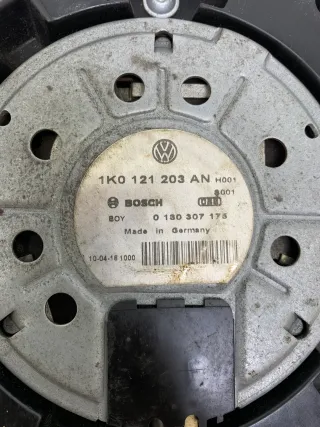 1K0 121 203 AN H001
S001
BOSCH
BOY 0 130 307 175
Made in Germany
10-04-16 1000